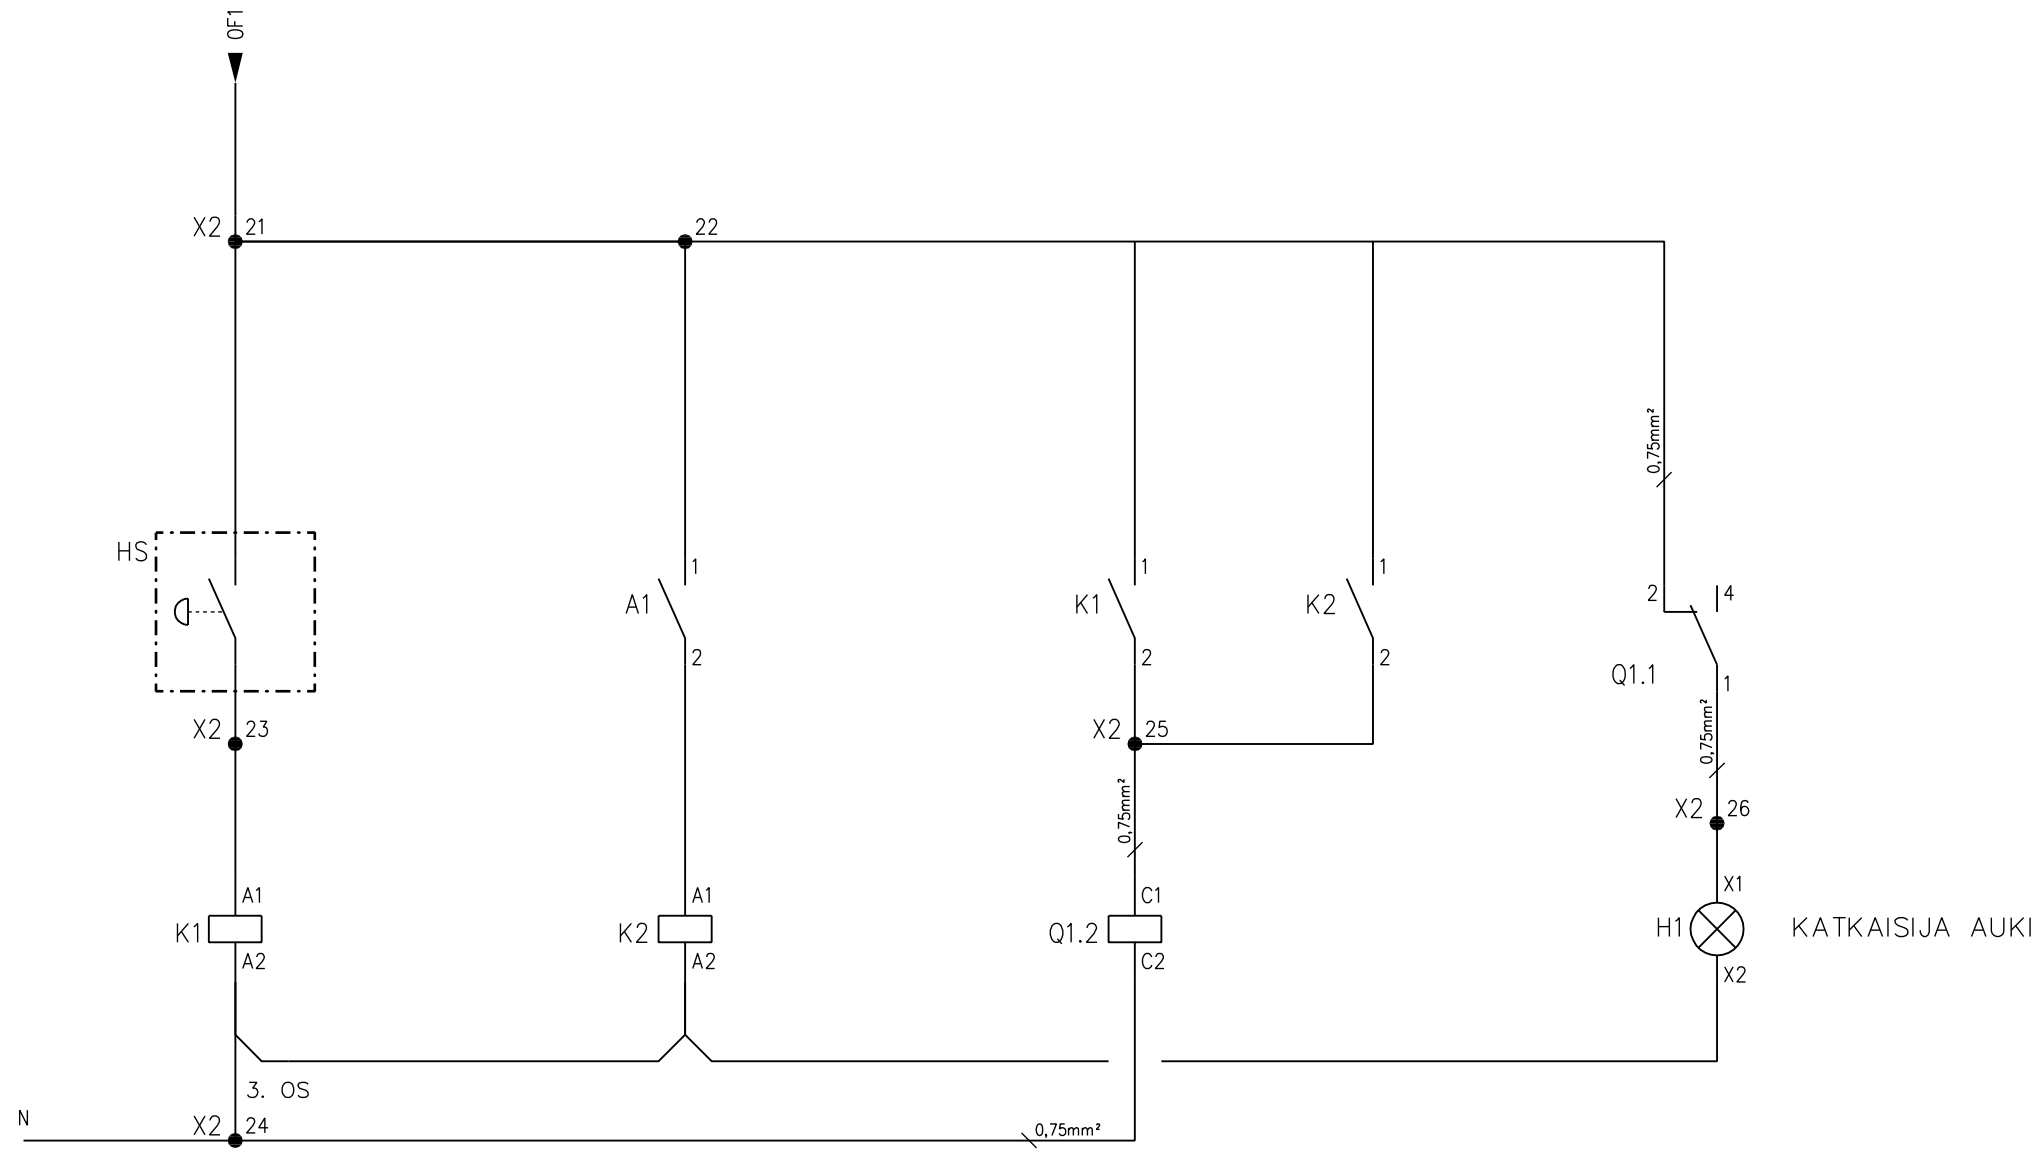 OF1
X2 21
22
0,75mm²
HS
1
1
1
A1
K1
K2
2
4
2
2
2
Q1.1
1
X2 23
X2 25
0,75mm²
0,75mm²
X2 26
A1
A1
C1
X1
K1
K2
Q1.2
H1
KATKAISIJA AUKI
A2
A2
C2
X2
3. OS
N
X2 24
0,75mm²